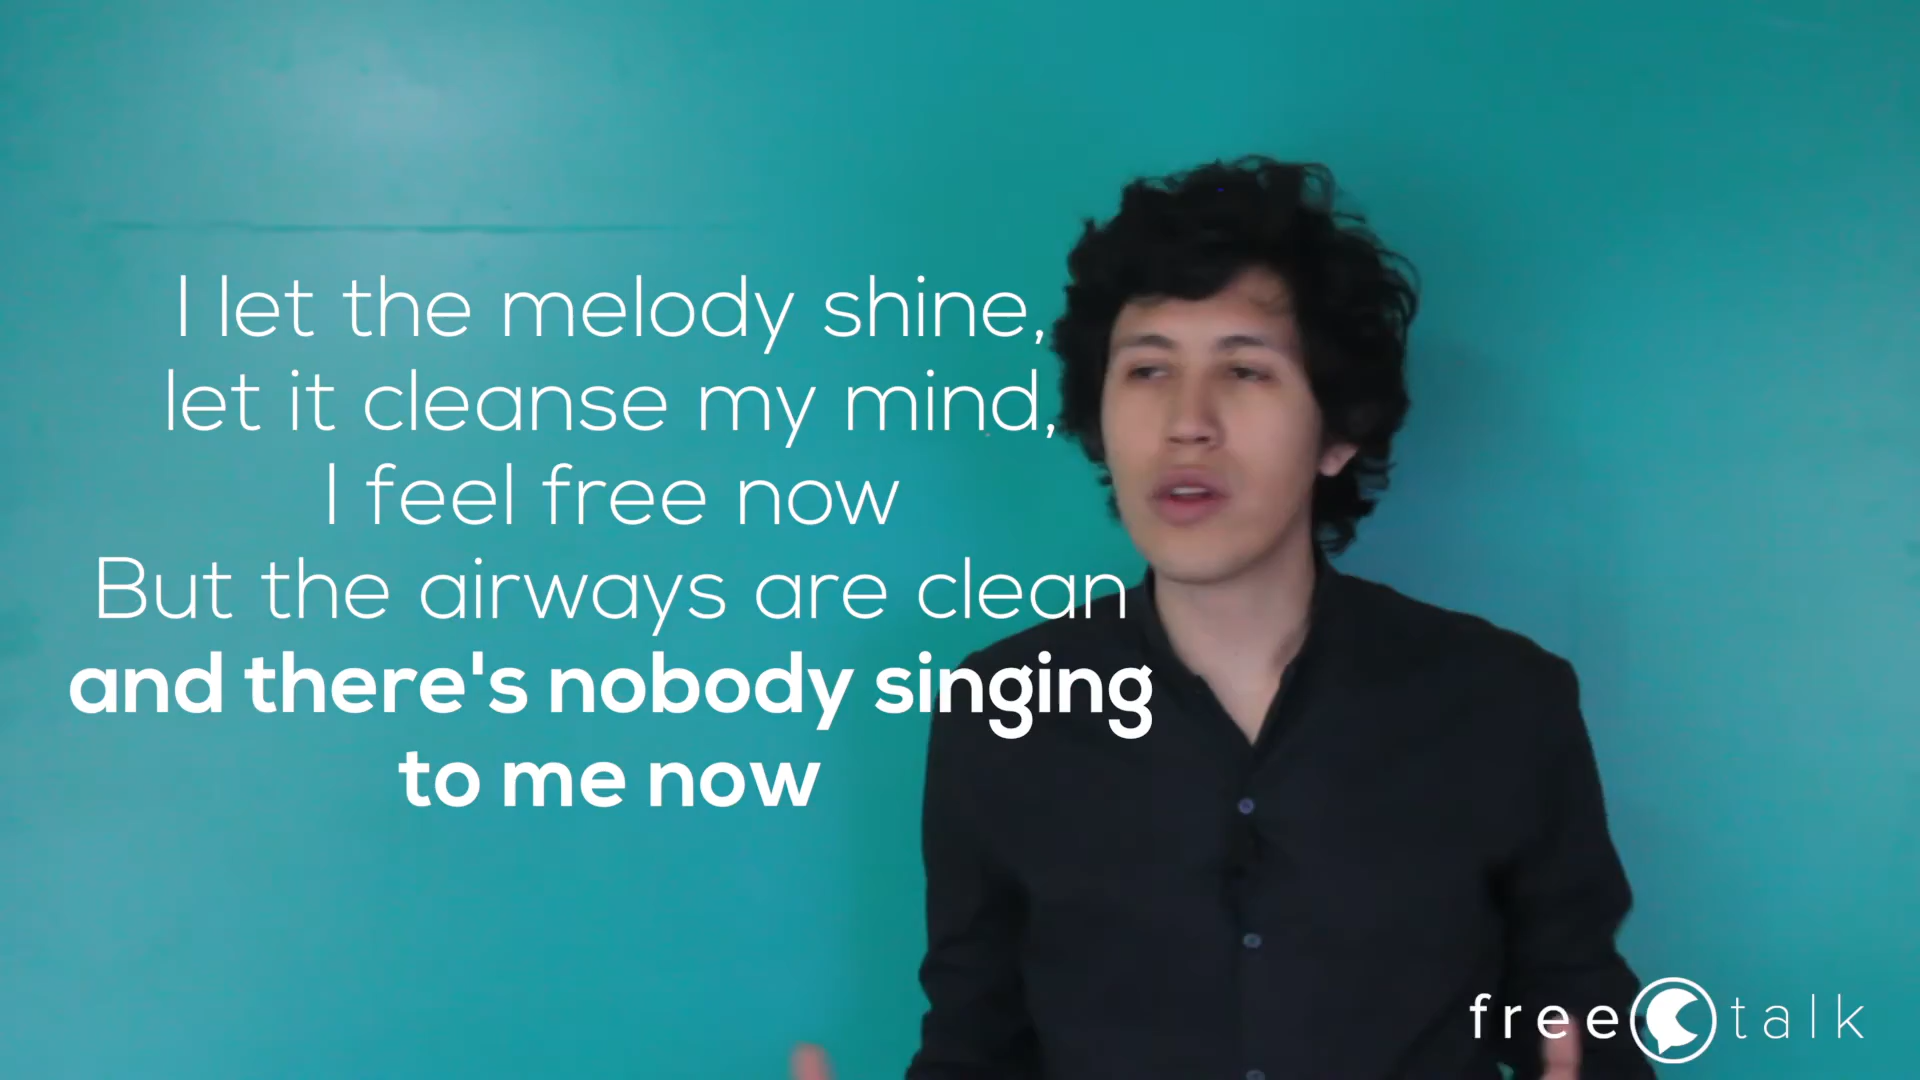 I let the melody shine,
let it cleanse my mind,
I feel free now
But the airways are clean
and there's nobody singing
to me now
free talk